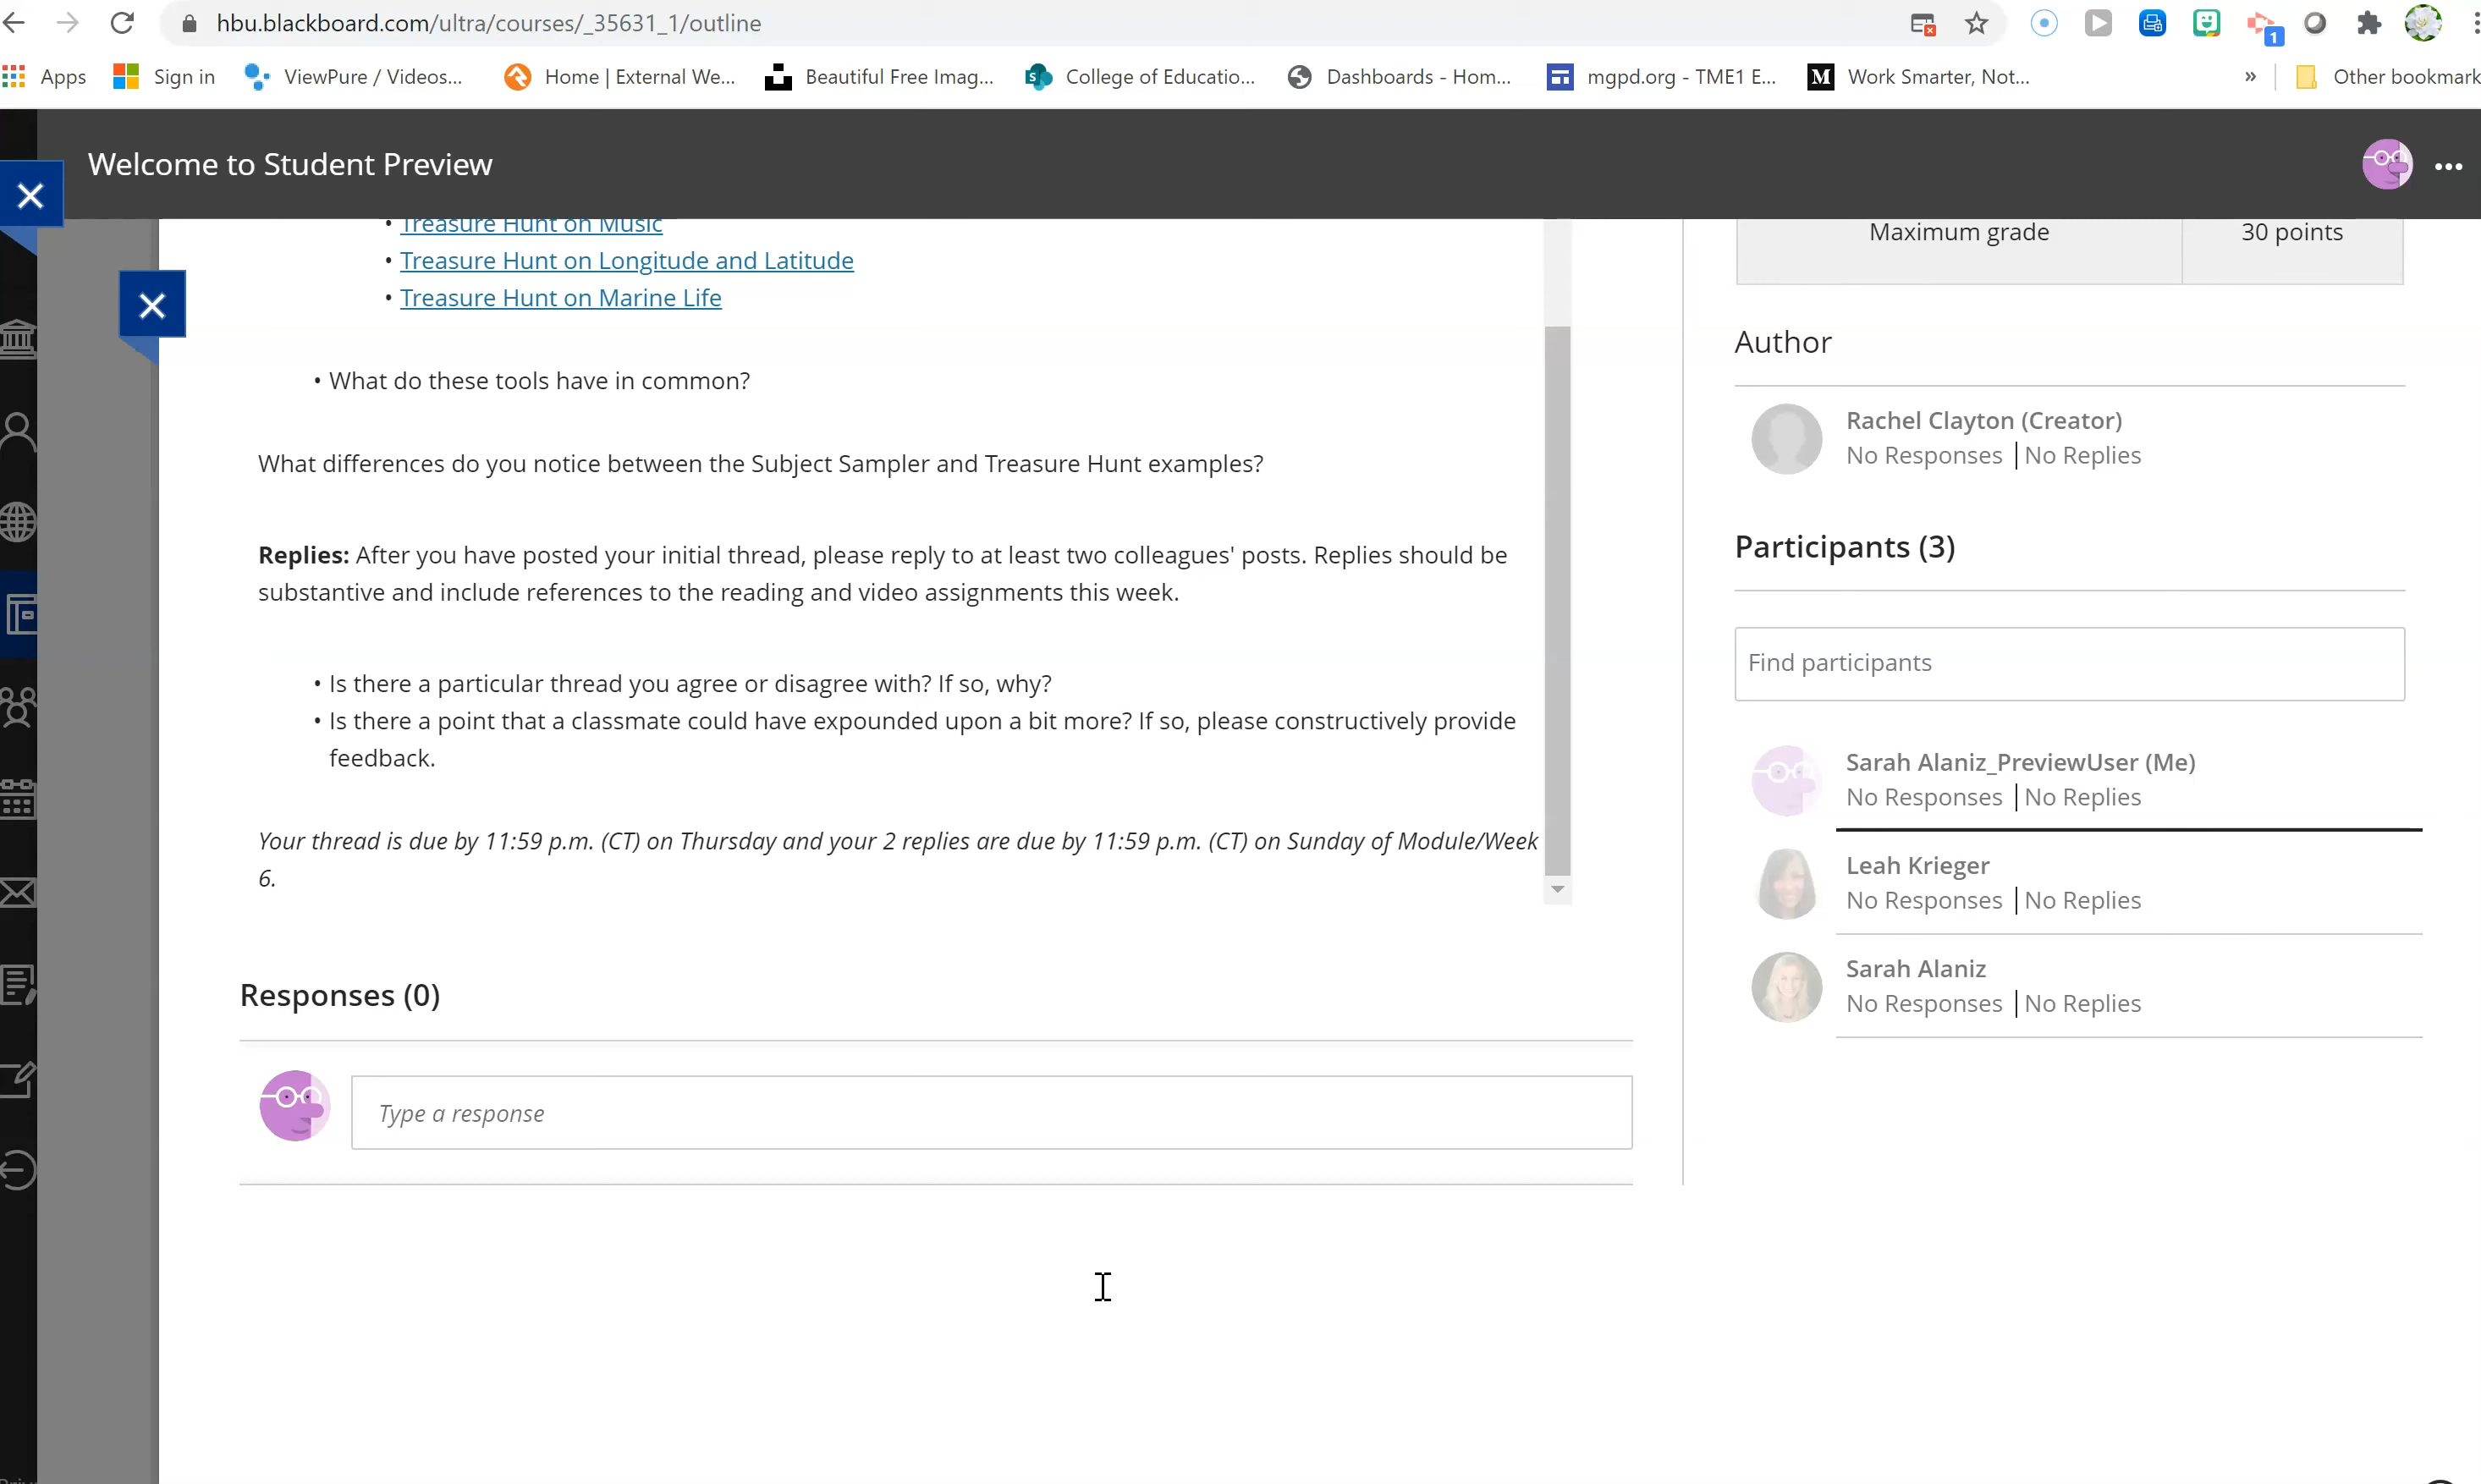 hbu.blackboard.com/ultra/courses/_35631_1/outline
1
Apps
Sign in
ViewPure / Videos...
Home | External We...
Beautiful Free Imag...
S
College of Educatio...
Dashboards - Hom...
mgpd.org - TME1 E...
M
Work Smarter, Not...
»
Other bookmark
Welcome to Student Preview
• Treasure Hunt on Music
• Treasure Hunt on Longitude and Latitude
• Treasure Hunt on Marine Life
• What do these tools have in common?
What differences do you notice between the Subject Sampler and Treasure Hunt examples?
Replies: After you have posted your initial thread, please reply to at least two colleagues' posts. Replies should be
substantive and include references to the reading and video assignments this week.
• Is there a particular thread you agree or disagree with? If so, why?
• Is there a point that a classmate could have expounded upon a bit more? If so, please constructively provide
feedback.
Your thread is due by 11:59 p.m. (CT) on Thursday and your 2 replies are due by 11:59 p.m. (CT) on Sunday of Module/Week
6.
Responses (0)
Type a response
Maximum grade
30 points
Author
Rachel Clayton (Creator)
No Responses | No Replies
Participants (3)
Find participants
Sarah Alaniz_PreviewUser (Me)
No Responses | No Replies
Leah Krieger
No Responses | No Replies
Sarah Alaniz
No Responses | No Replies